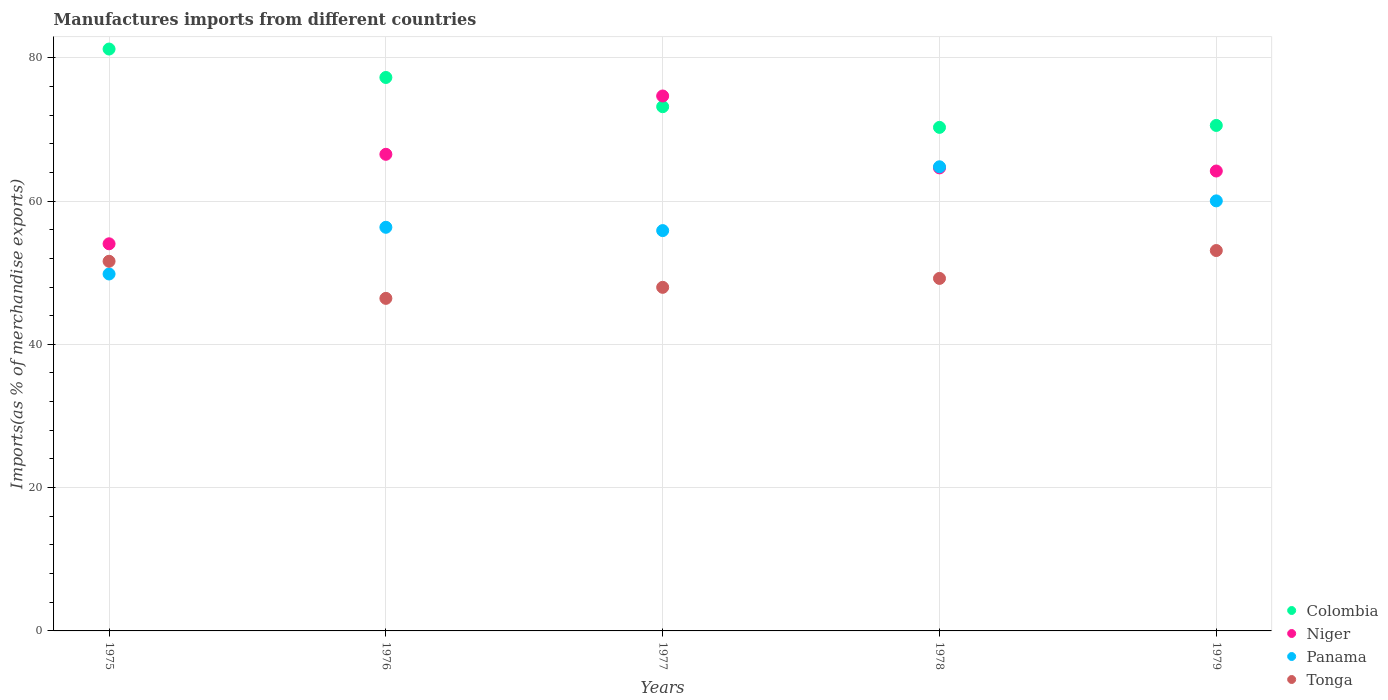 Manufactures imports from different countries
Imports(as % of merchandise exports)
80
60
40
20
0
1975
1976
1977
1978
1979
Years
Colombia
Niger
Panama
Tonga